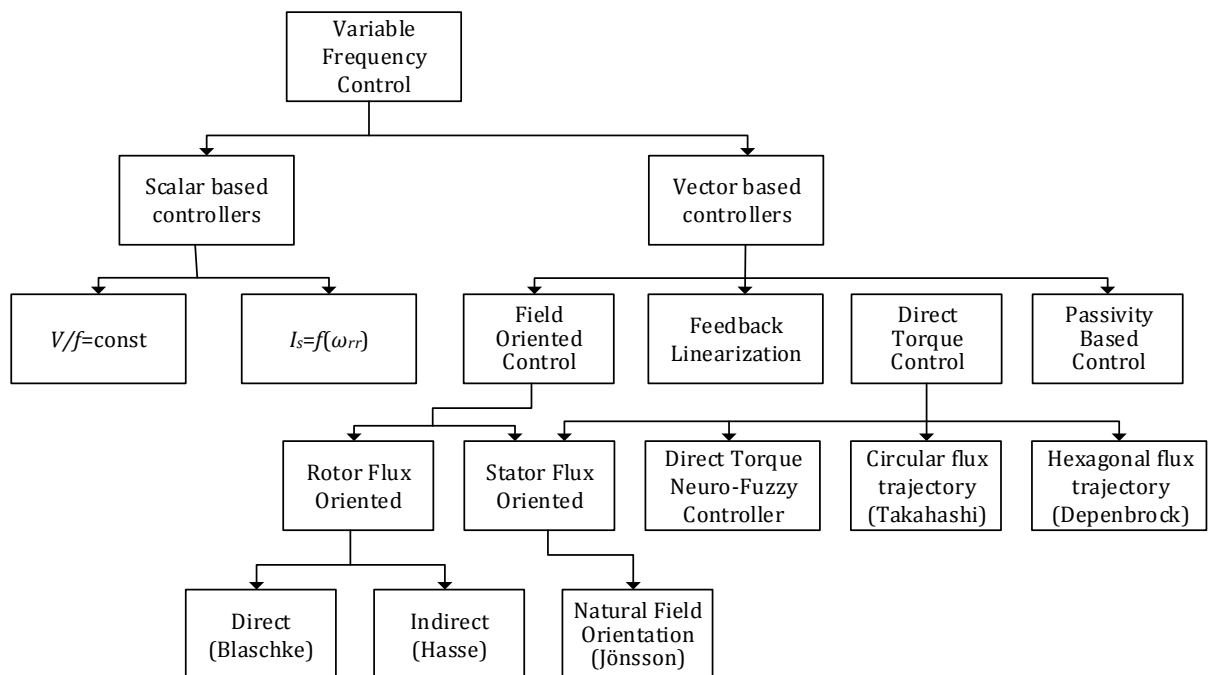 Variable
Frequency
Control
Scalar based
controllers
Vector based
controllers
V/f=const
Is=f(ωrr)
Field
Oriented
Control
Feedback
Linearization
Direct
Torque
Control
Passivity
Based
Control
Rotor Flux
Oriented
Stator Flux
Oriented
Direct Torque
Neuro-Fuzzy
Controller
Circular flux
trajectory
(Takahashi)
Hexagonal flux
trajectory
(Depenbrock)
Direct
(Blaschke)
Indirect
(Hasse)
Natural Field
Orientation
(Jönsson)